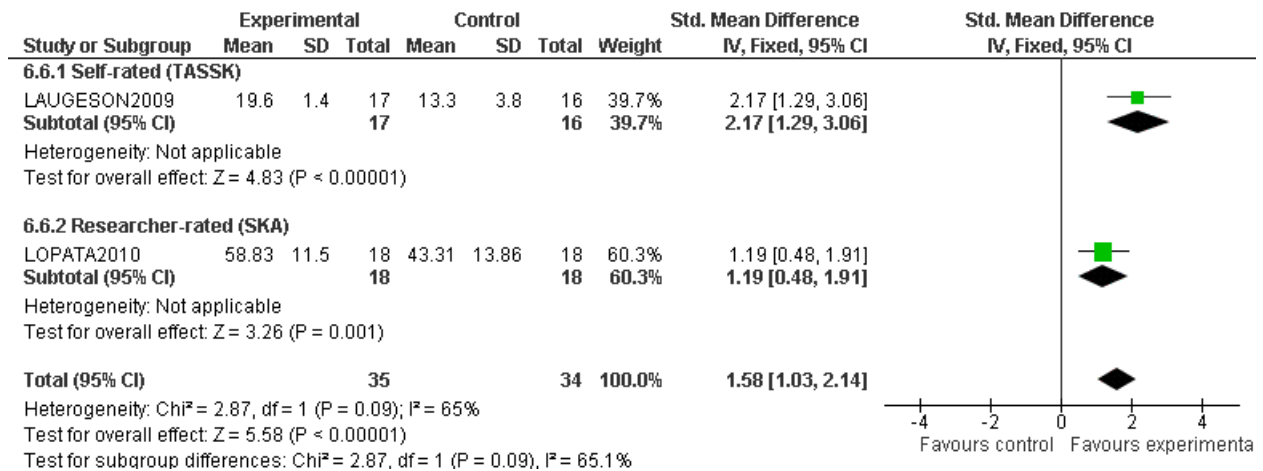 Experimental Control Std. Mean Difference Std. Mean Difference
Study or Subgroup Mean SD Total Mean SD Total Weight IV, Fixed, 95% CI IV, Fixed, 95% CI
6.6.1 Self-rated (TASSK)
LAUGESON2009 19.6 1.4 17 13.3 3.8 16 39.7% 2.17 [1.29, 3.06]
Subtotal (95% CI) 17 16 39.7% 2.17 [1.29, 3.06]
Heterogeneity: Not applicable
Test for overall effect: Z = 4.83 (P < 0.00001)
6.6.2 Researcher-rated (SKA)
LOPATA2010 58.83 11.5 18 43.31 13.86 18 60.3% 1.19 [0.48, 1.91]
Subtotal (95% CI) 18 18 60.3% 1.19 [0.48, 1.91]
Heterogeneity: Not applicable
Test for overall effect: Z = 3.26 (P = 0.001)
Total (95% CI) 35 34 100.0% 1.58 [1.03, 2.14]
Heterogeneity: Chi² = 2.87, df = 1 (P = 0.09); I² = 65%
Test for overall effect: Z = 5.58 (P < 0.00001)
Test for subgroup differences: Chi² = 2.87, df = 1 (P = 0.09), I² = 65.1%
-4 -2 0 2 4
Favours control Favours experimenta